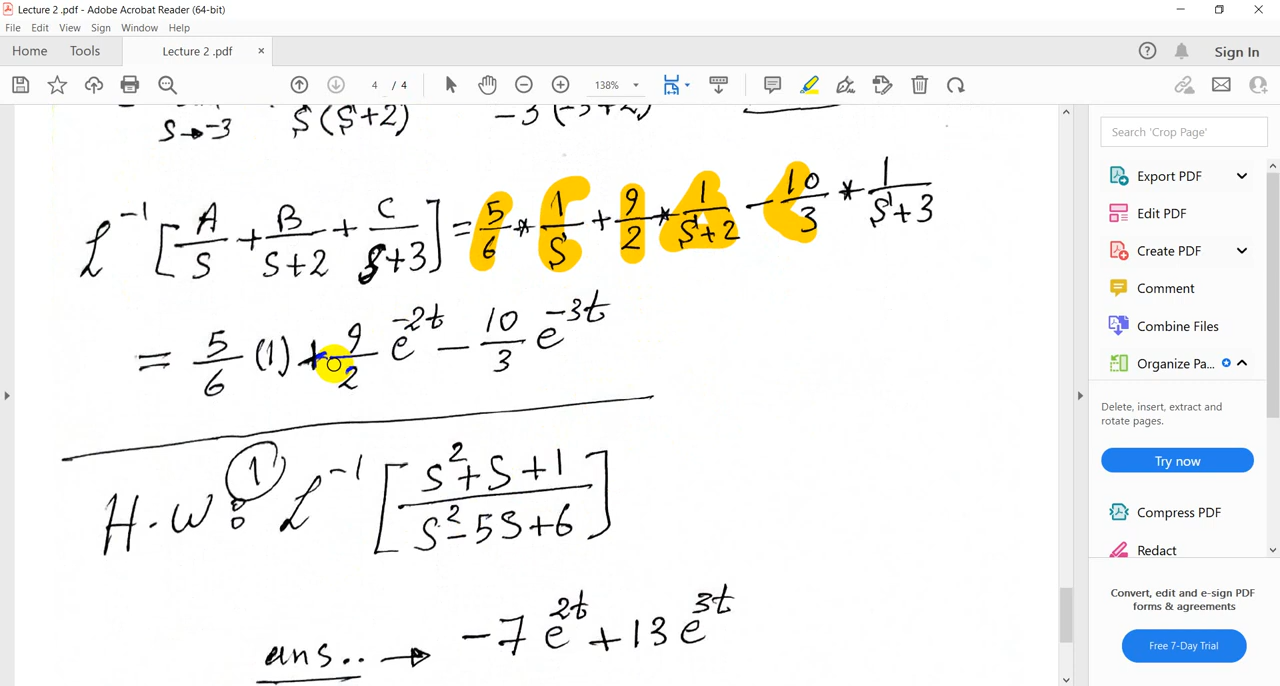 Lecture 2 .pdf - Adobe Acrobat Reader (64-bit)
File Edit View Sign Window Help
Home Tools Lecture 2 .pdf × Sign In
4 / 4 138%
S→-3 S(S+2) -3(-3+2)
ℒ⁻¹[A/S + B/S+2 + C/S+3] = 5/6 * 1/S + 9/2 * 1/S+2 - 10/3 * 1/S+3
= 5/6 (1) + 9/2 e^-2t - 10/3 e^-3t
H.W: ① ℒ⁻¹[S²+S+1 / S²-5S+6]
ans.. → -7e^2t + 13e^3t
Search 'Crop Page'
Export PDF
Edit PDF
Create PDF
Comment
Combine Files
Organize Pa...
Delete, insert, extract and
rotate pages.
Try now
Compress PDF
Redact
Convert, edit and e-sign PDF
forms & agreements
Free 7-Day Trial